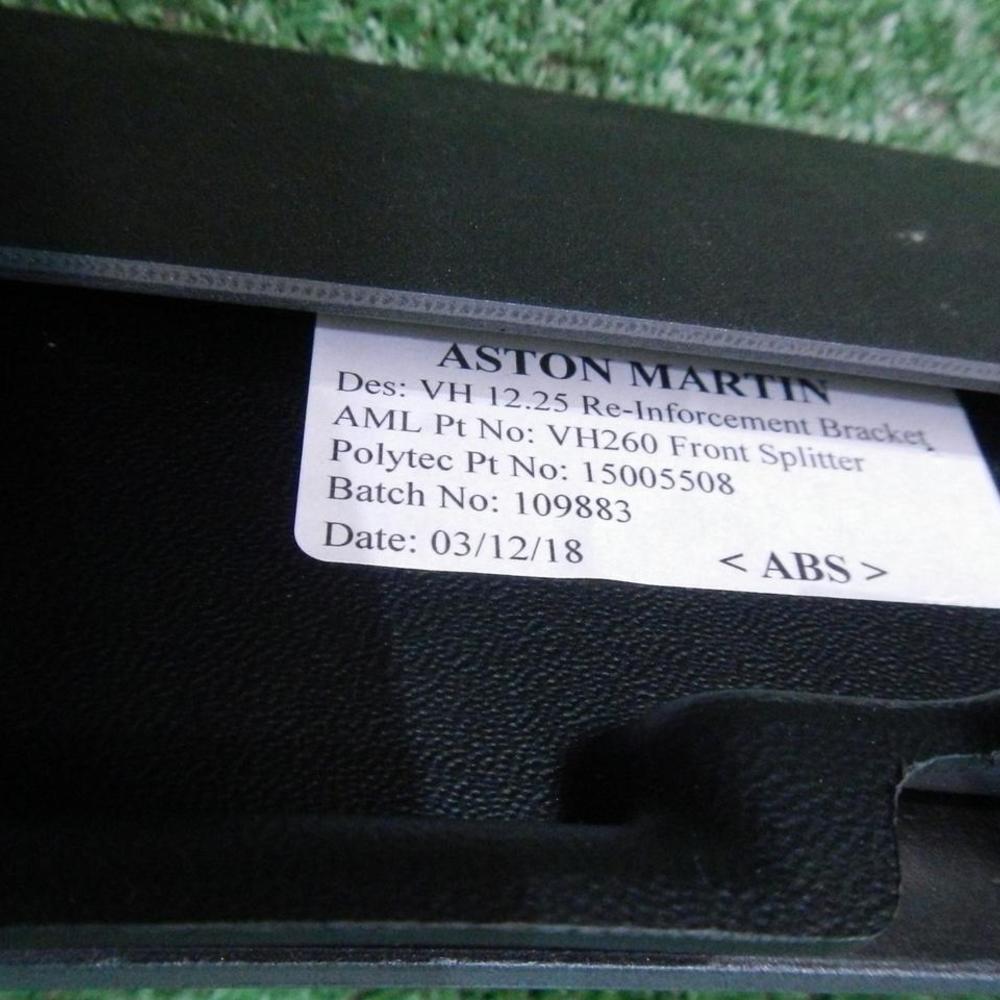 ASTON MARTIN
Des: VH 12.25 Re-Inforcement Bracket
AML Pt No: VH260 Front Splitter
Polytec Pt No: 15005508
Batch No: 109883
Date: 03/12/18 < ABS >